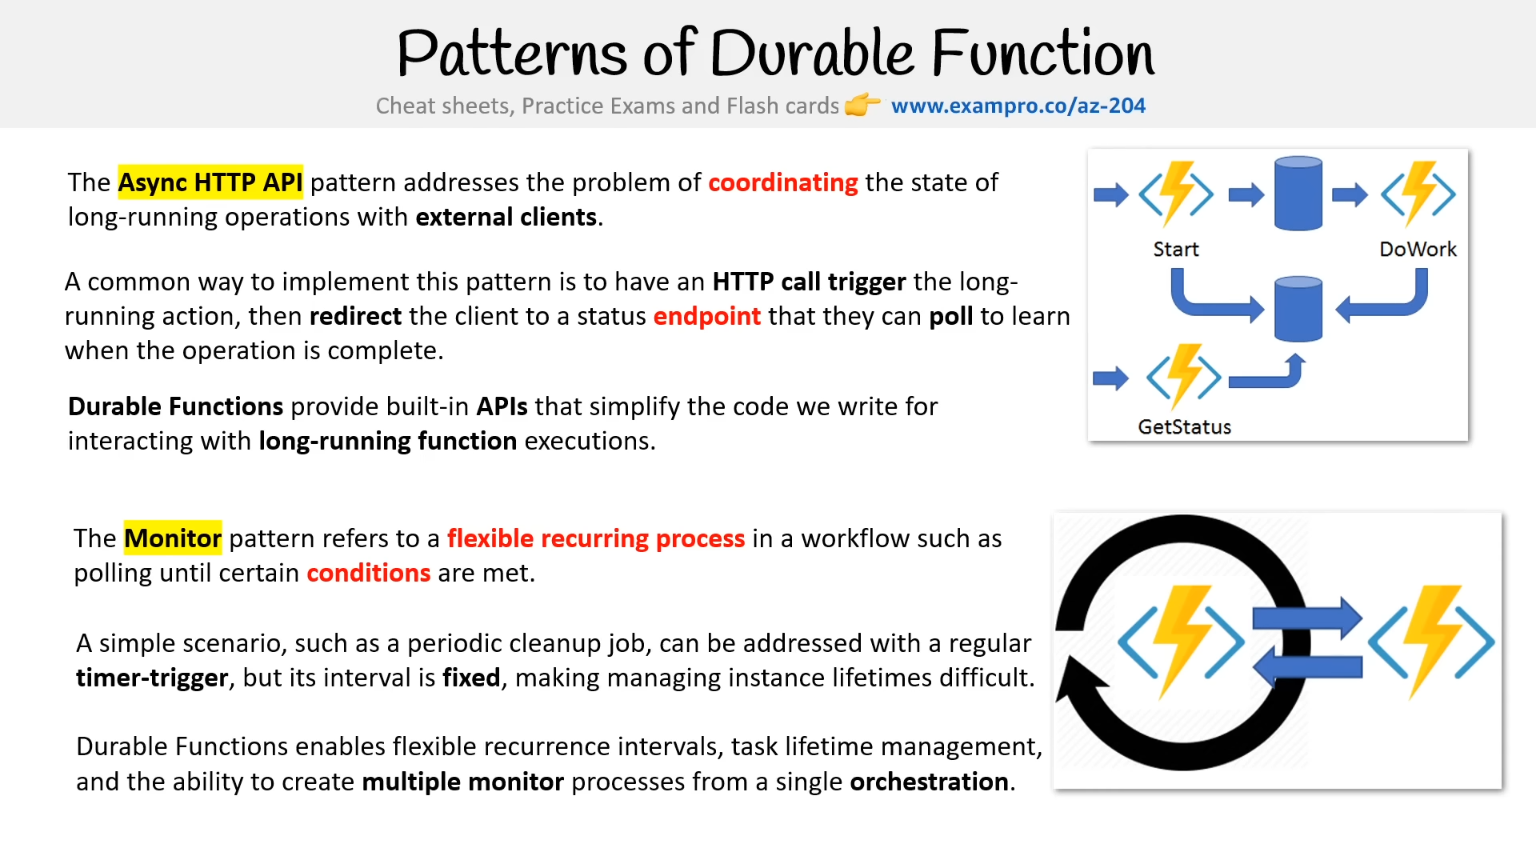 Patterns of Durable Function
Cheat sheets, Practice Exams and Flash cards www.exampro.co/az-204
The Async HTTP API pattern addresses the problem of coordinating the state of
long-running operations with external clients.
A common way to implement this pattern is to have an HTTP call trigger the long-
running action, then redirect the client to a status endpoint that they can poll to learn
when the operation is complete.
Durable Functions provide built-in APIs that simplify the code we write for
interacting with long-running function executions.
Start
DoWork
GetStatus
The Monitor pattern refers to a flexible recurring process in a workflow such as
polling until certain conditions are met.
A simple scenario, such as a periodic cleanup job, can be addressed with a regular
timer-trigger, but its interval is fixed, making managing instance lifetimes difficult.
Durable Functions enables flexible recurrence intervals, task lifetime management,
and the ability to create multiple monitor processes from a single orchestration.